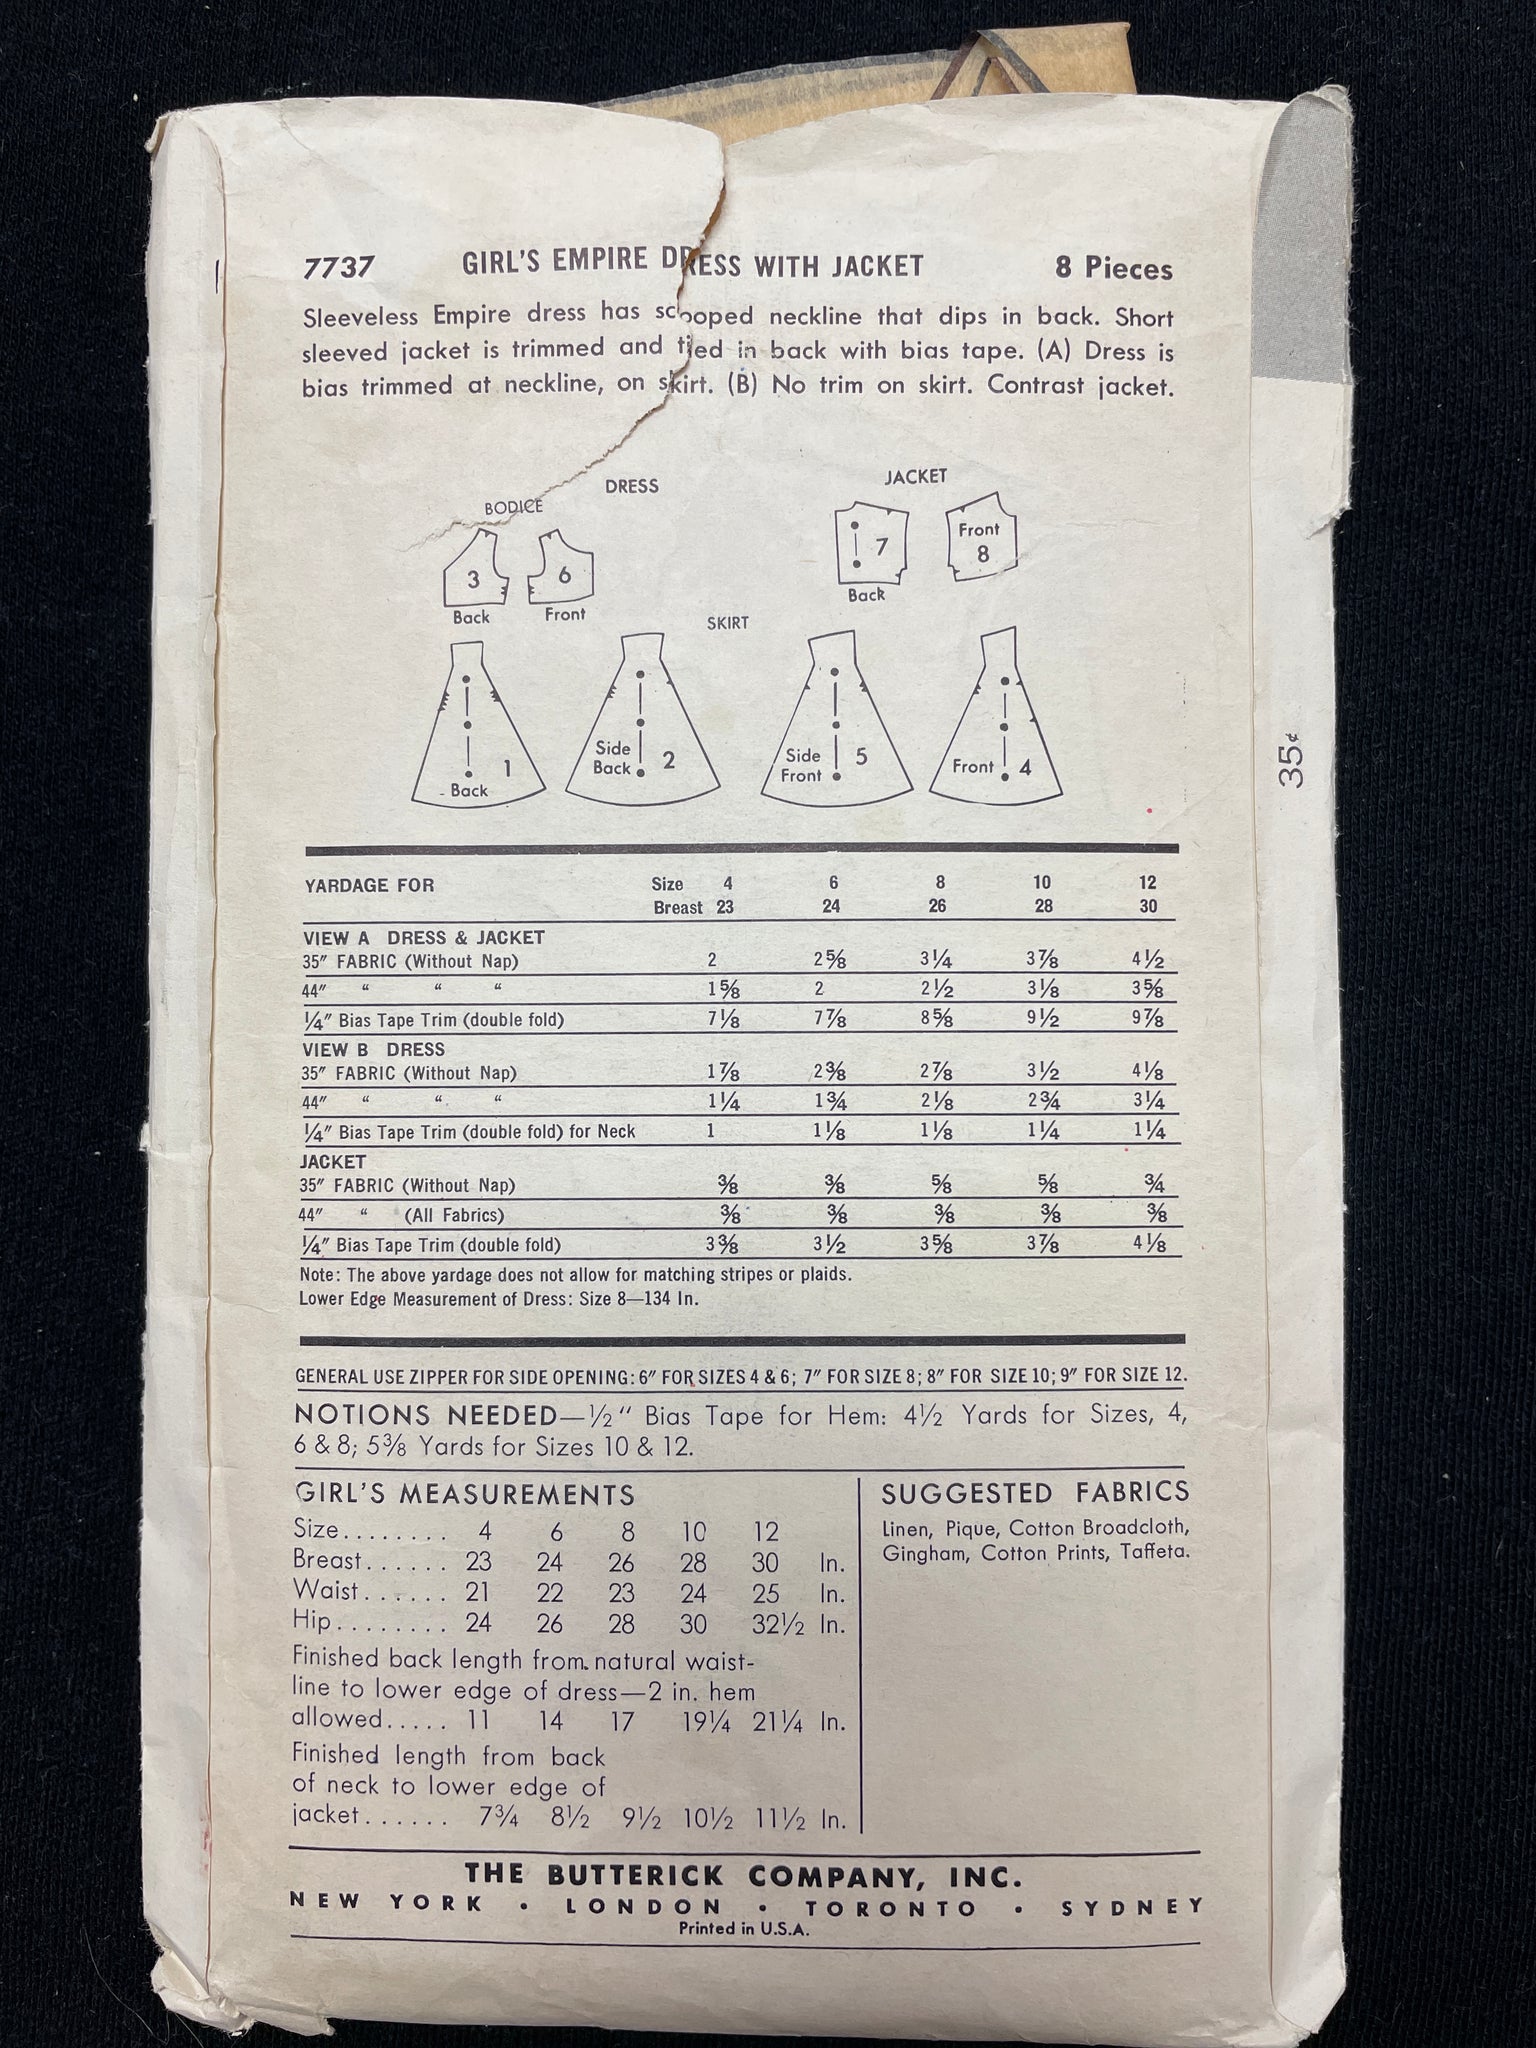 7737 GIRL'S EMPIRE DRESS WITH JACKET 8 Pieces
Sleeveless Empire dress has scooped neckline that dips in back. Short
sleeved jacket is trimmed and tied in back with bias tape. (A) Dress is
bias trimmed at neckline, on skirt. (B) No trim on skirt. Contrast jacket.
DRESS
BODICE
3
Back
6
Front
JACKET
7
Back
Front
8
SKIRT
1
Back
Side
Back 2
Side
Front 5
Front 4
35¢
YARDAGE FOR Size 4 6 8 10 12
Breast 23 24 26 28 30
VIEW A DRESS & JACKET
35" FABRIC (Without Nap) 2 2⅝ 3¼ 3⅞ 4½
44" " " " 1⅝ 2 2½ 3⅛ 3⅝
¼" Bias Tape Trim (double fold) 7⅛ 7⅞ 8⅝ 9½ 9⅞
VIEW B DRESS
35" FABRIC (Without Nap) 1⅞ 2⅜ 2⅞ 3½ 4⅛
44" " " " 1¼ 1¾ 2⅛ 2¾ 3¼
¼" Bias Tape Trim (double fold) for Neck 1 1⅛ 1⅛ 1¼ 1¼
JACKET
35" FABRIC (Without Nap) ⅜ ⅜ ⅝ ⅝ ¾
44" " (All Fabrics) ⅜ ⅜ ⅜ ⅜ ⅜
¼" Bias Tape Trim (double fold) 3⅜ 3½ 3⅝ 3⅞ 4⅛
Note: The above yardage does not allow for matching stripes or plaids.
Lower Edge Measurement of Dress: Size 8—134 In.
GENERAL USE ZIPPER FOR SIDE OPENING: 6" FOR SIZES 4 & 6; 7" FOR SIZE 8; 8" FOR SIZE 10; 9" FOR SIZE 12.
NOTIONS NEEDED—½" Bias Tape for Hem: 4½ Yards for Sizes, 4,
6 & 8; 5⅜ Yards for Sizes 10 & 12.
GIRL'S MEASUREMENTS
Size........ 4 6 8 10 12
Breast...... 23 24 26 28 30 In.
Waist...... 21 22 23 24 25 In.
Hip........ 24 26 28 30 32½ In.
Finished back length from natural waist-
line to lower edge of dress—2 in. hem
allowed..... 11 14 17 19¼ 21¼ In.
Finished length from back
of neck to lower edge of
jacket...... 7¾ 8½ 9½ 10½ 11½ In.
SUGGESTED FABRICS
Linen, Pique, Cotton Broadcloth,
Gingham, Cotton Prints, Taffeta.
THE BUTTERICK COMPANY, INC.
NEW YORK • LONDON • TORONTO • SYDNEY
Printed in U.S.A.